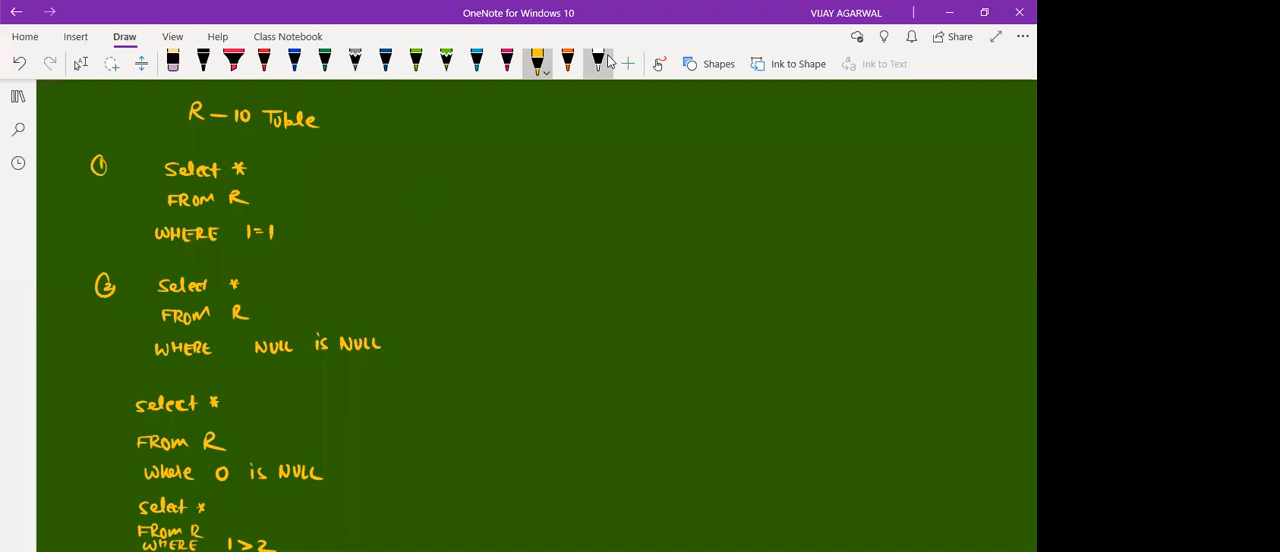 OneNote for Windows 10
VIJAY AGARWAL
Home Insert Draw View Help Class Notebook
Share
Shapes Ink to Shape Ink to Text
R - 10 Tuble
1 Select *
FROM R
WHERE 1=1
2 Select *
FROM R
WHERE NULL is NULL
select *
FROM R
Where 0 is NULL
select *
FROM R
WHERE 1>2